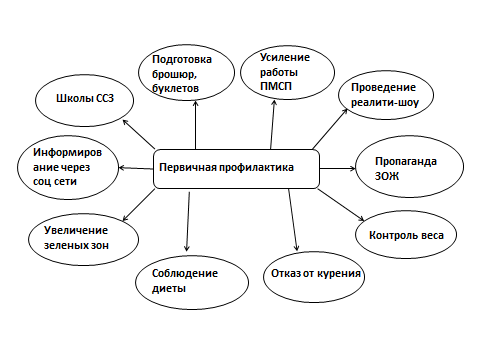 Подготовка
брошюр,
буклетов
Усиление
работы
ПМСП
Проведение
реалити-шоу
Школы ССЗ
Информиров
ание через
соц сети
Первичная профилактика
Пропаганда
ЗОЖ
Увеличение
зеленых зон
Контроль веса
Соблюдение
диеты
Отказ от курения